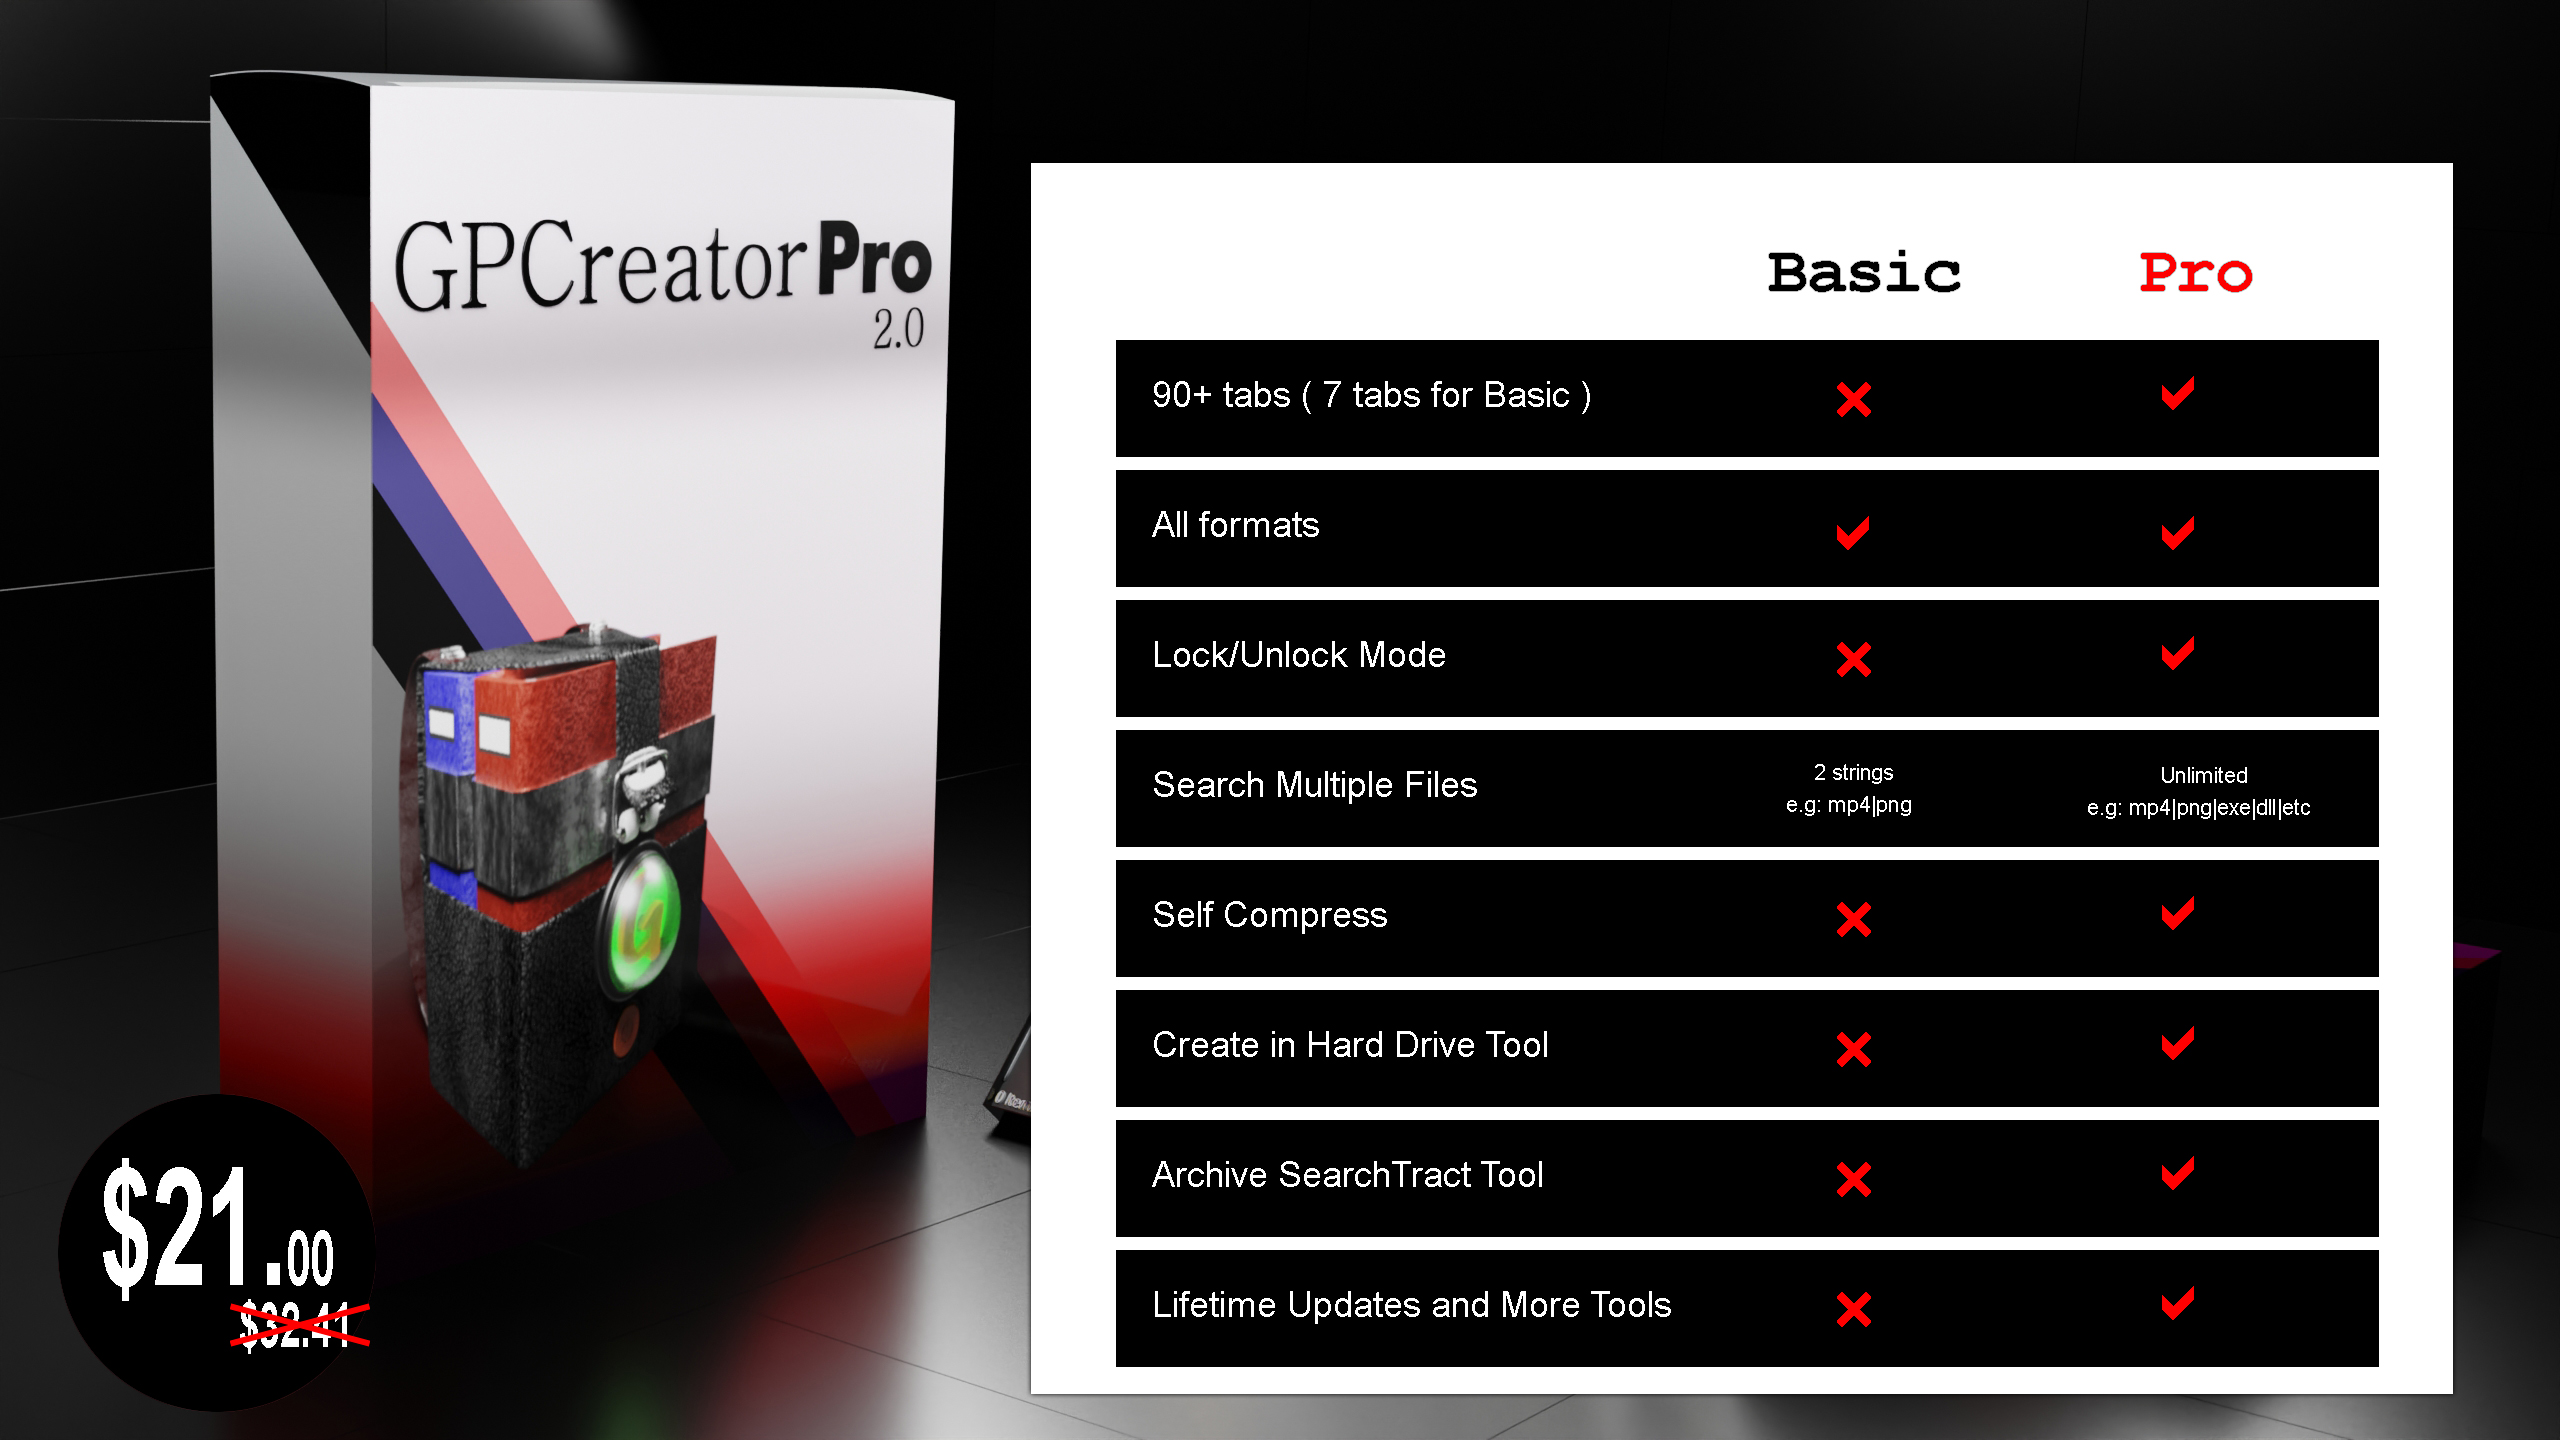 GPCreator Pro
2.0
Basic Pro
90+ tabs ( 7 tabs for Basic )
All formats
Lock/Unlock Mode
Search Multiple Files
2 strings
e.g: mp4|png
Unlimited
e.g: mp4|png|exe|dll|etc
Self Compress
Create in Hard Drive Tool
Archive SearchTract Tool
Lifetime Updates and More Tools
$21.00
$32.41